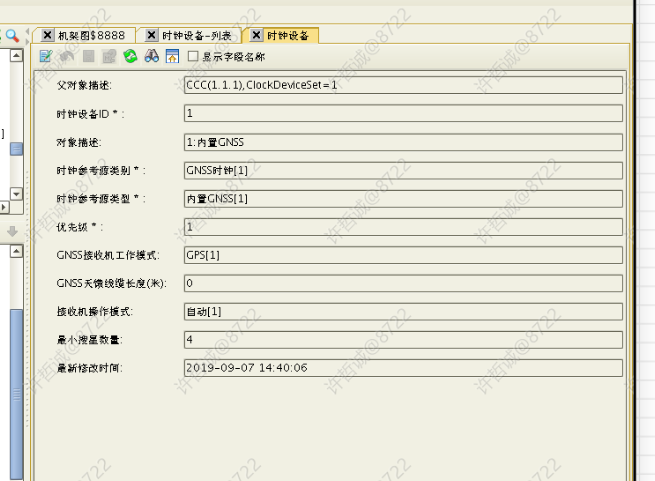 机架图$8888 时钟设备-列表 时钟设备
显示字段名称
父对象描述: CCC(1.1.1),ClockDeviceSet=1
时钟设备ID *: 1
对象描述: 1:内置GNSS
时钟参考源类别 *: GNSS时钟[1]
时钟参考源类型 *: 内置GNSS[1]
优先级 *: 1
GNSS接收机工作模式: GPS[1]
GNSS天馈线缆长度(米): 0
接收机操作模式: 自动[1]
最小搜星数量: 4
最新修改时间: 2019-09-07 14:40:06
许哲诚@8722